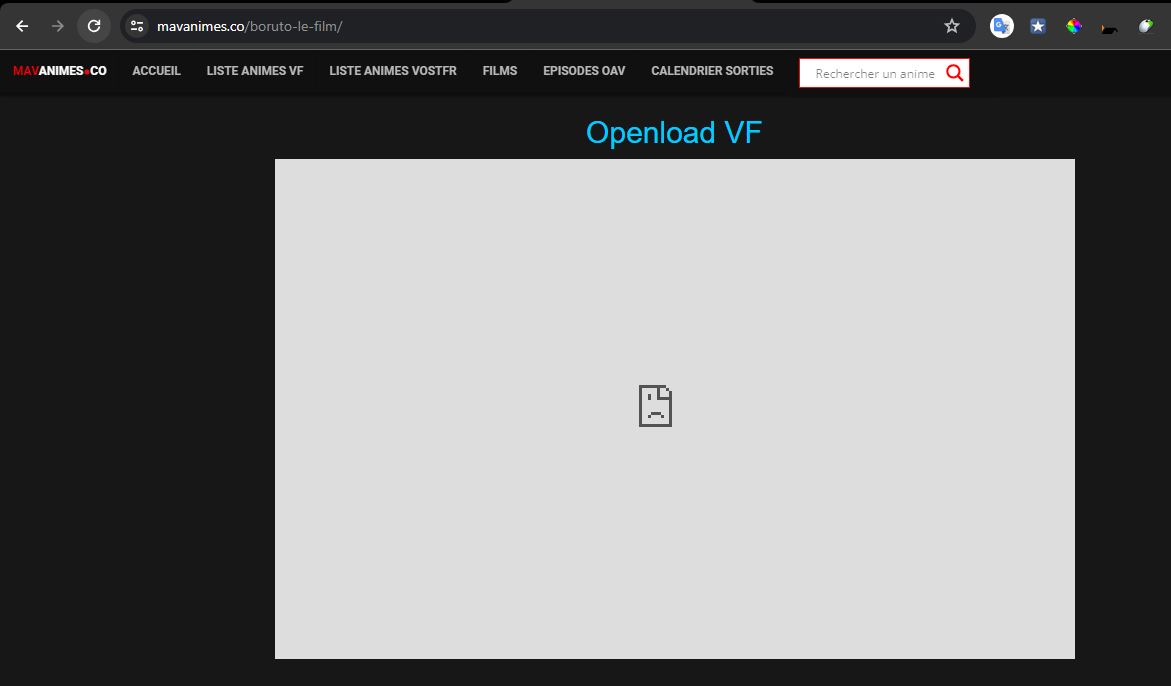 mavanimes.co/boruto-le-film/
MAVANIMES.CO ACCUEIL LISTE ANIMES VF LISTE ANIMES VOSTFR FILMS EPISODES OAV CALENDRIER SORTIES Rechercher un anime
Openload VF